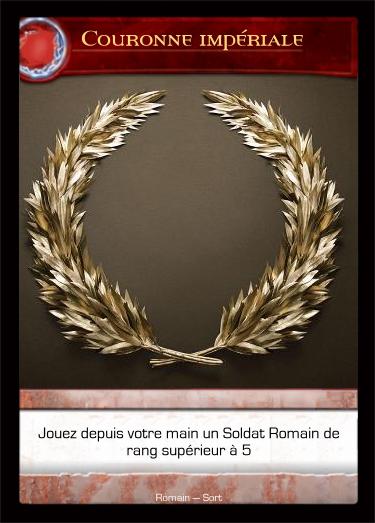 Couronne impériale
Jouez depuis votre main un Soldat Romain de
rang supérieur à 5
Romain — Sort